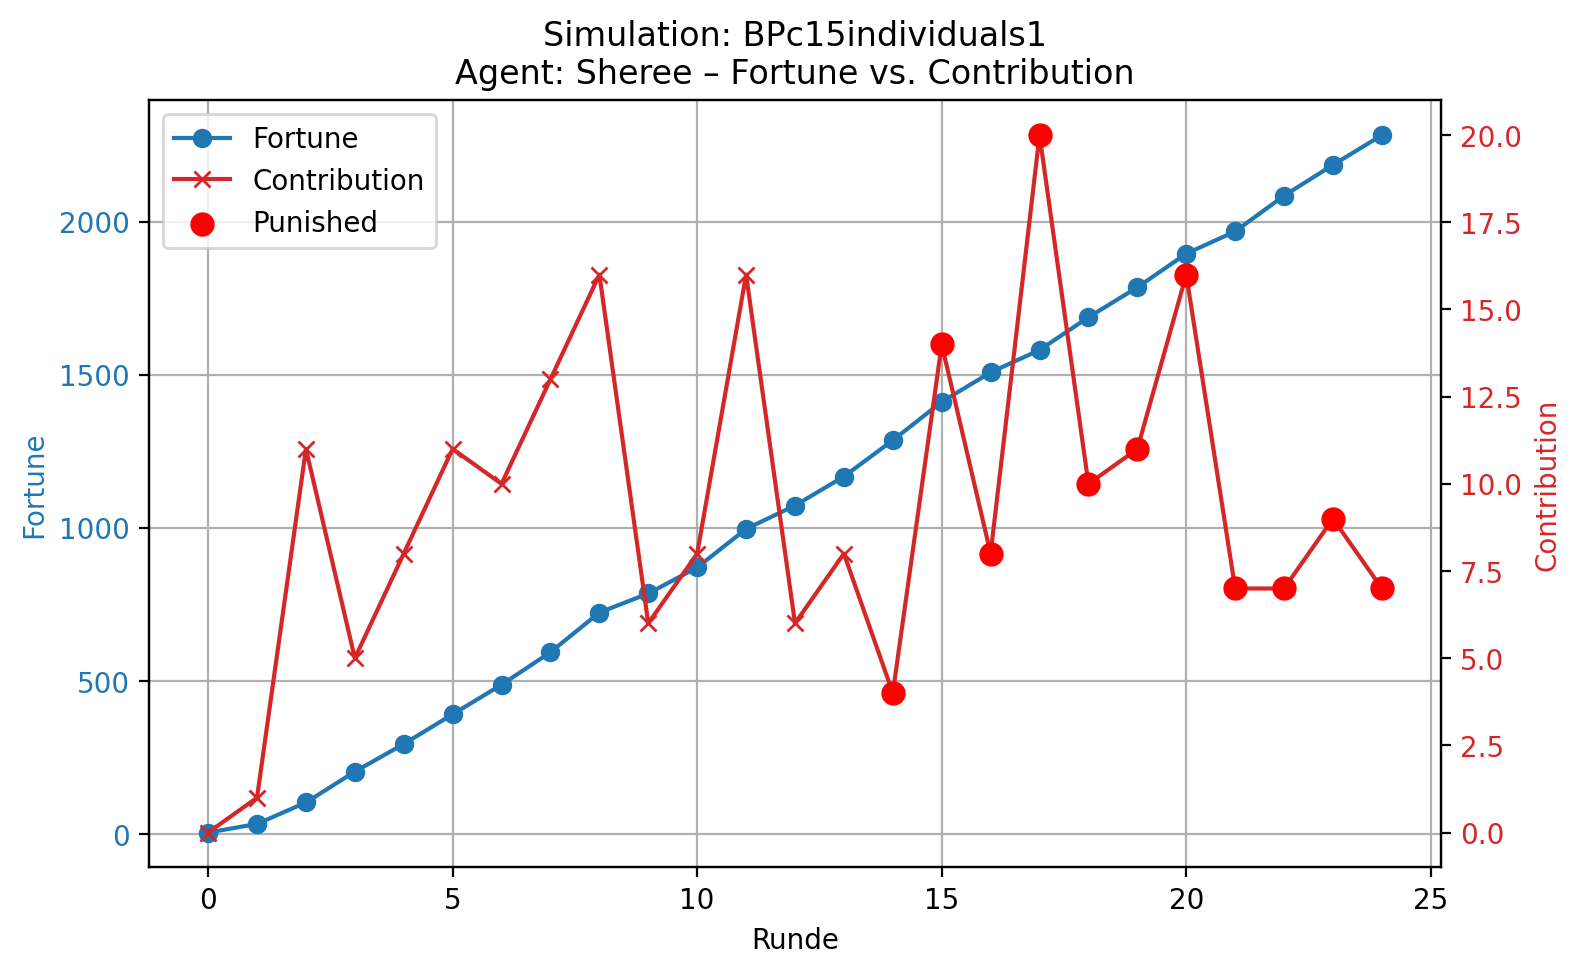 Simulation: BPc15individuals1
Agent: Sheree – Fortune vs. Contribution
Fortune
Contribution
Punished
Fortune
2000
1500
1000
500
0
20.0
17.5
15.0
12.5
10.0
7.5
5.0
2.5
0.0
Contribution
0 5 10 15 20 25
Runde